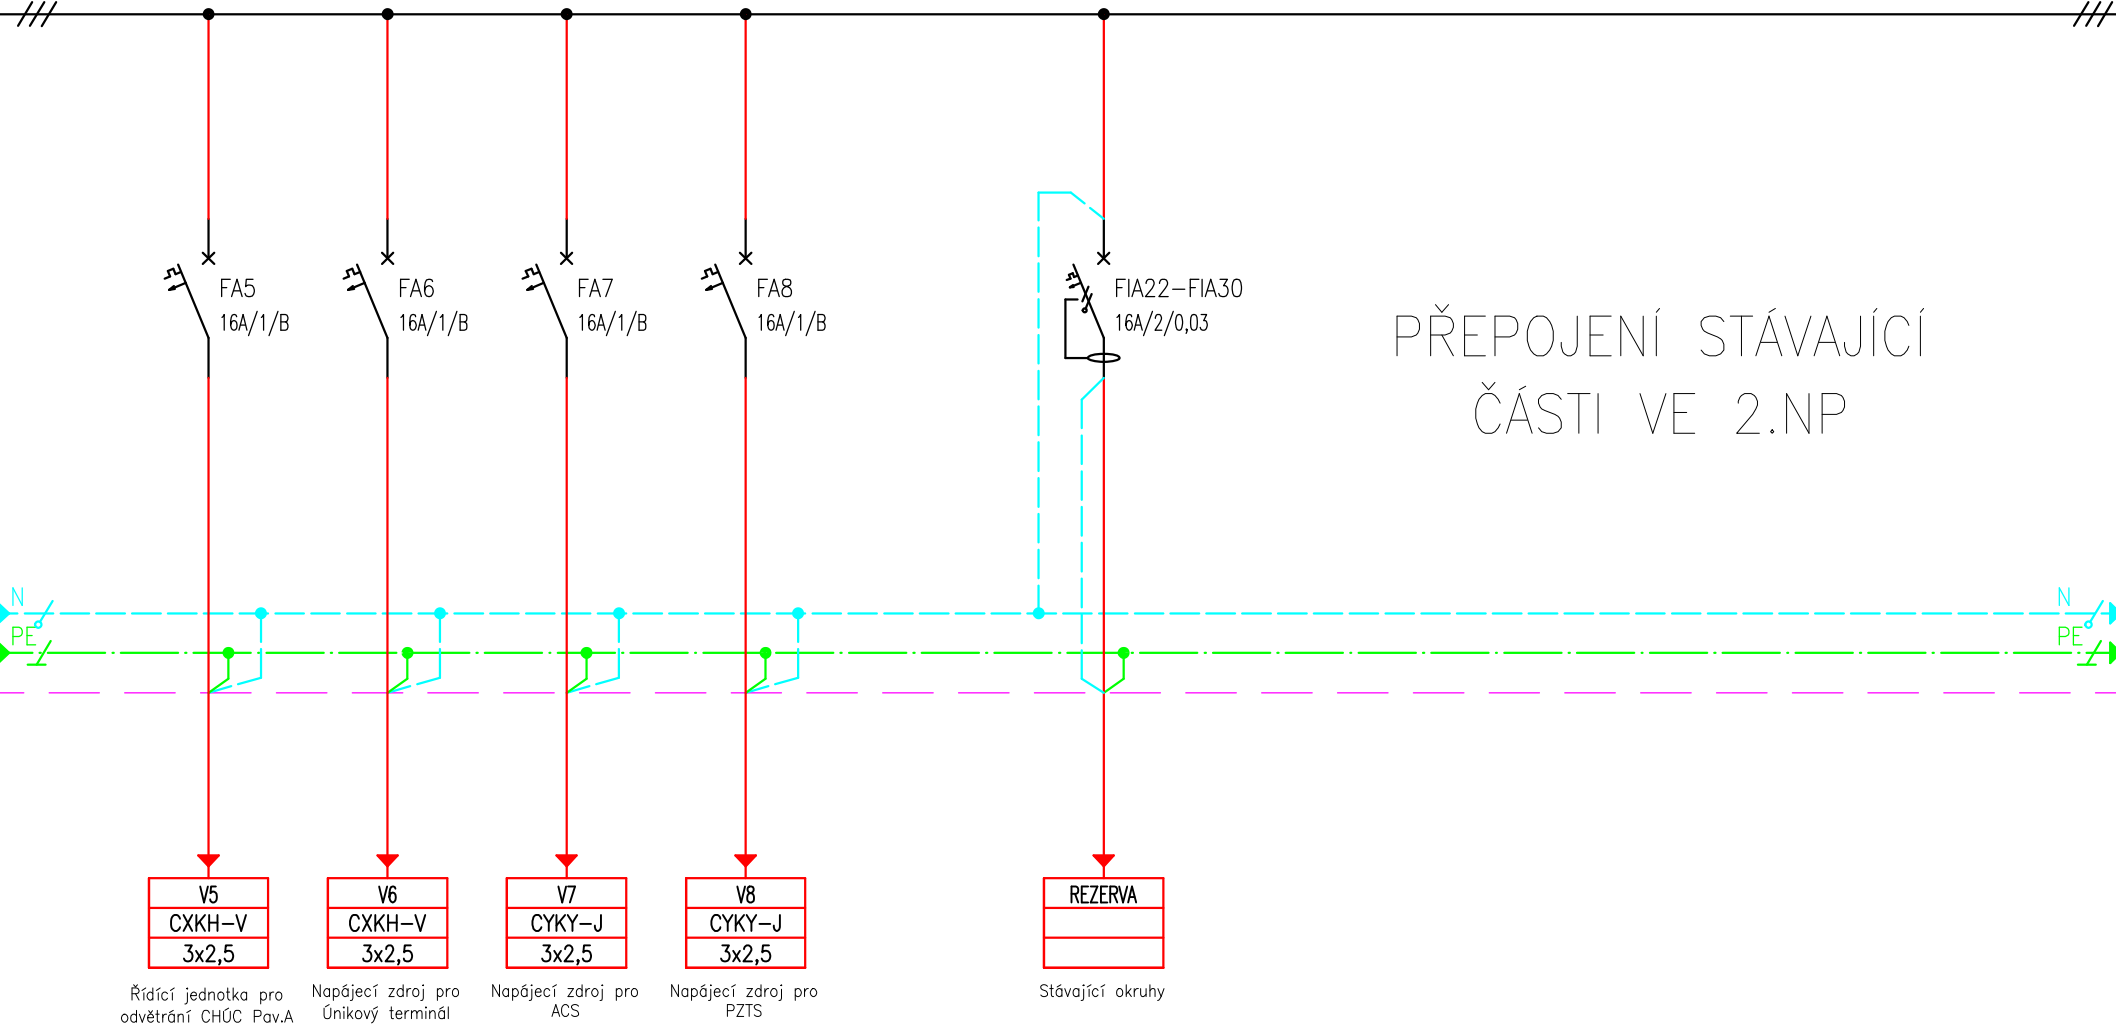 FA5
16A/1/B
FA6
16A/1/B
FA7
16A/1/B
FA8
16A/1/B
FIA22-FIA30
16A/2/0,03
PŘEPOJENÍ STÁVAJÍCÍ
ČÁSTI VE 2.NP
N
PE
N
PE
V5
CXKH-V
3x2,5
Řídící jednotka pro
odvětrání CHÚC Pav.A
V6
CXKH-V
3x2,5
Napájecí zdroj pro
Únikový terminál
V7
CYKY-J
3x2,5
Napájecí zdroj pro
ACS
V8
CYKY-J
3x2,5
Napájecí zdroj pro
PZTS
REZERVA
Stávající okruhy